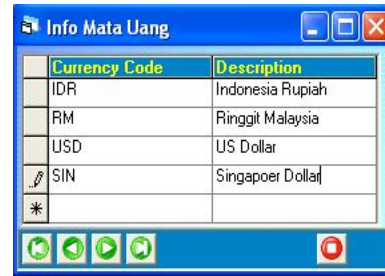 Info Mata Uang
Currency Code Description
IDR Indonesia Rupiah
RM Ringgit Malaysia
USD US Dollar
SIN Singapoer Dollar